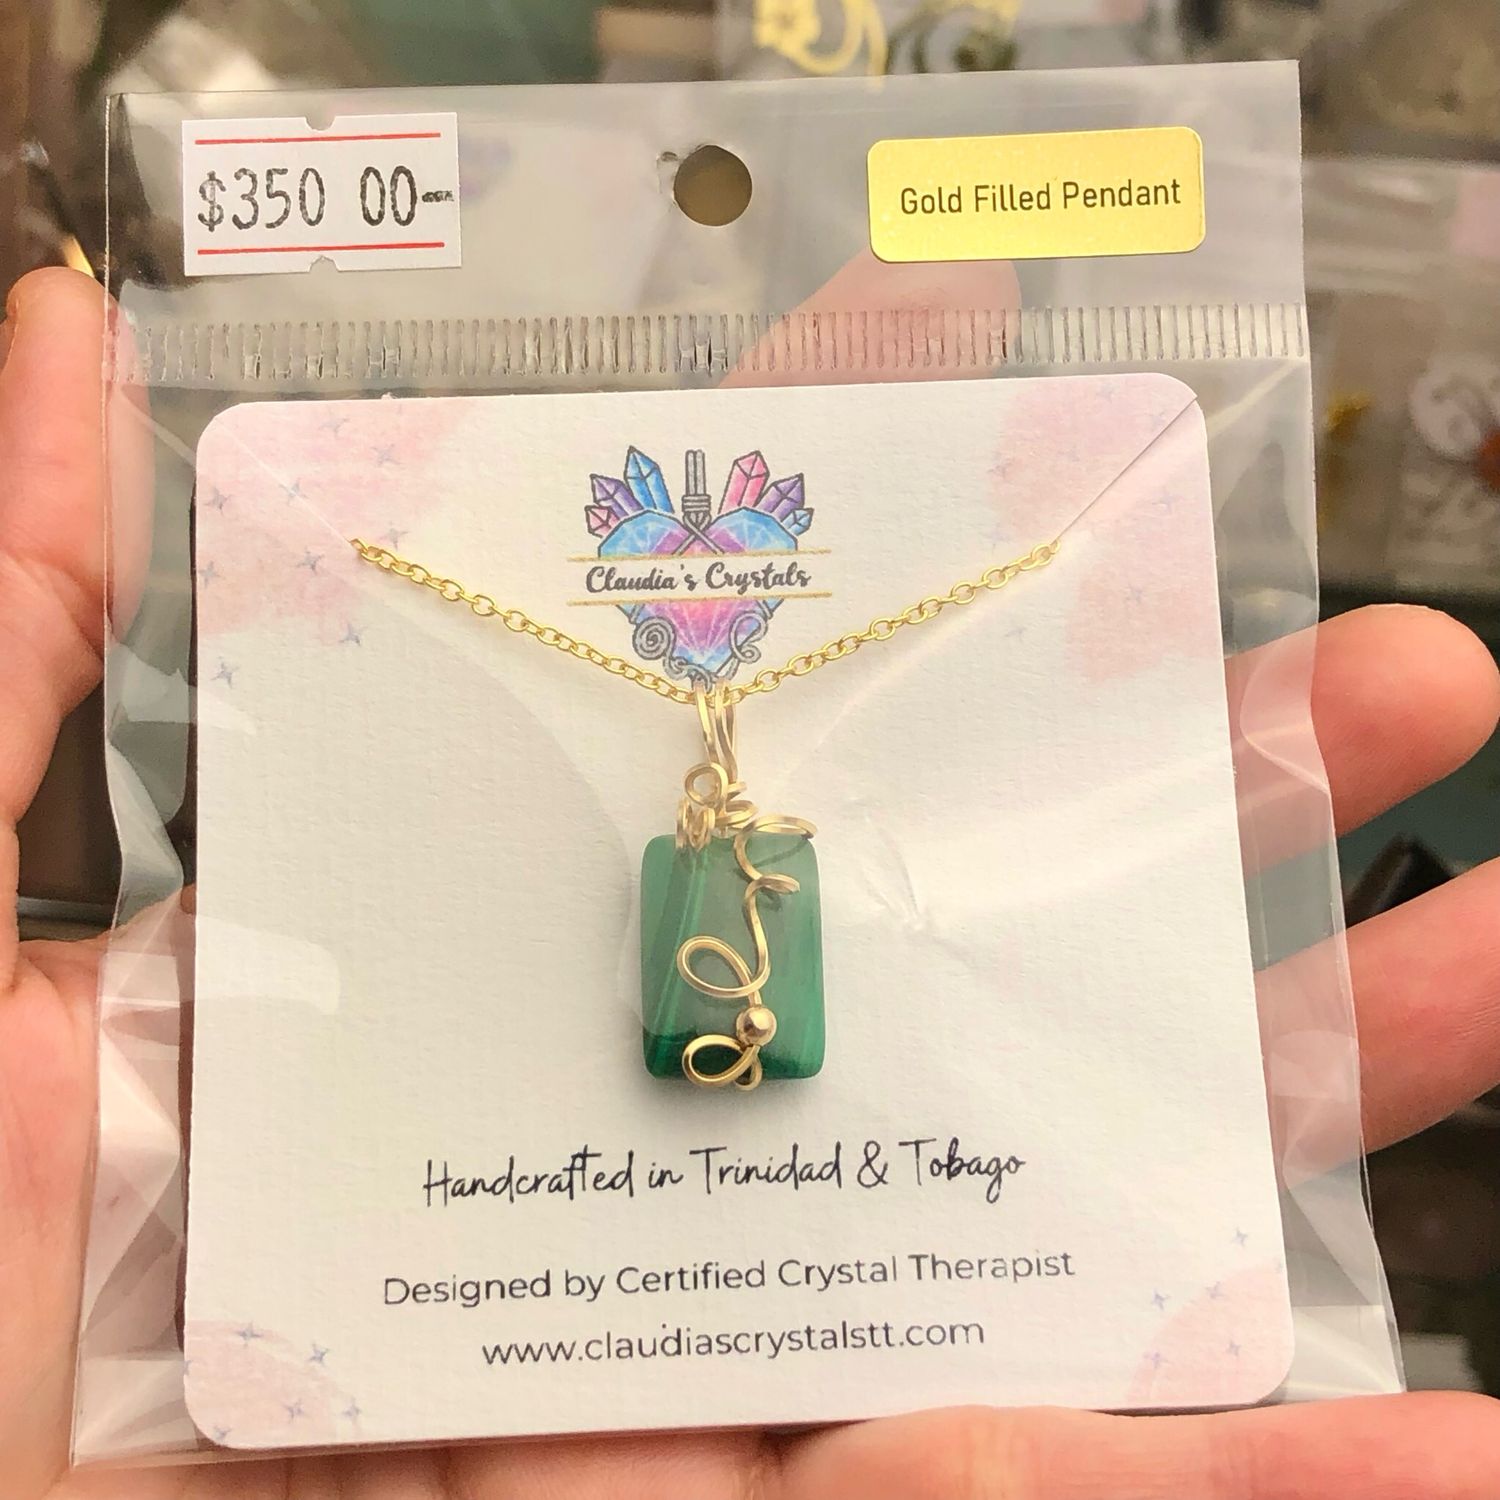 $350 00
Gold Filled Pendant
Claudia's Crystals
Handcrafted in Trinidad & Tobago
Designed by Certified Crystal Therapist
www.claudiascrystalstt.com